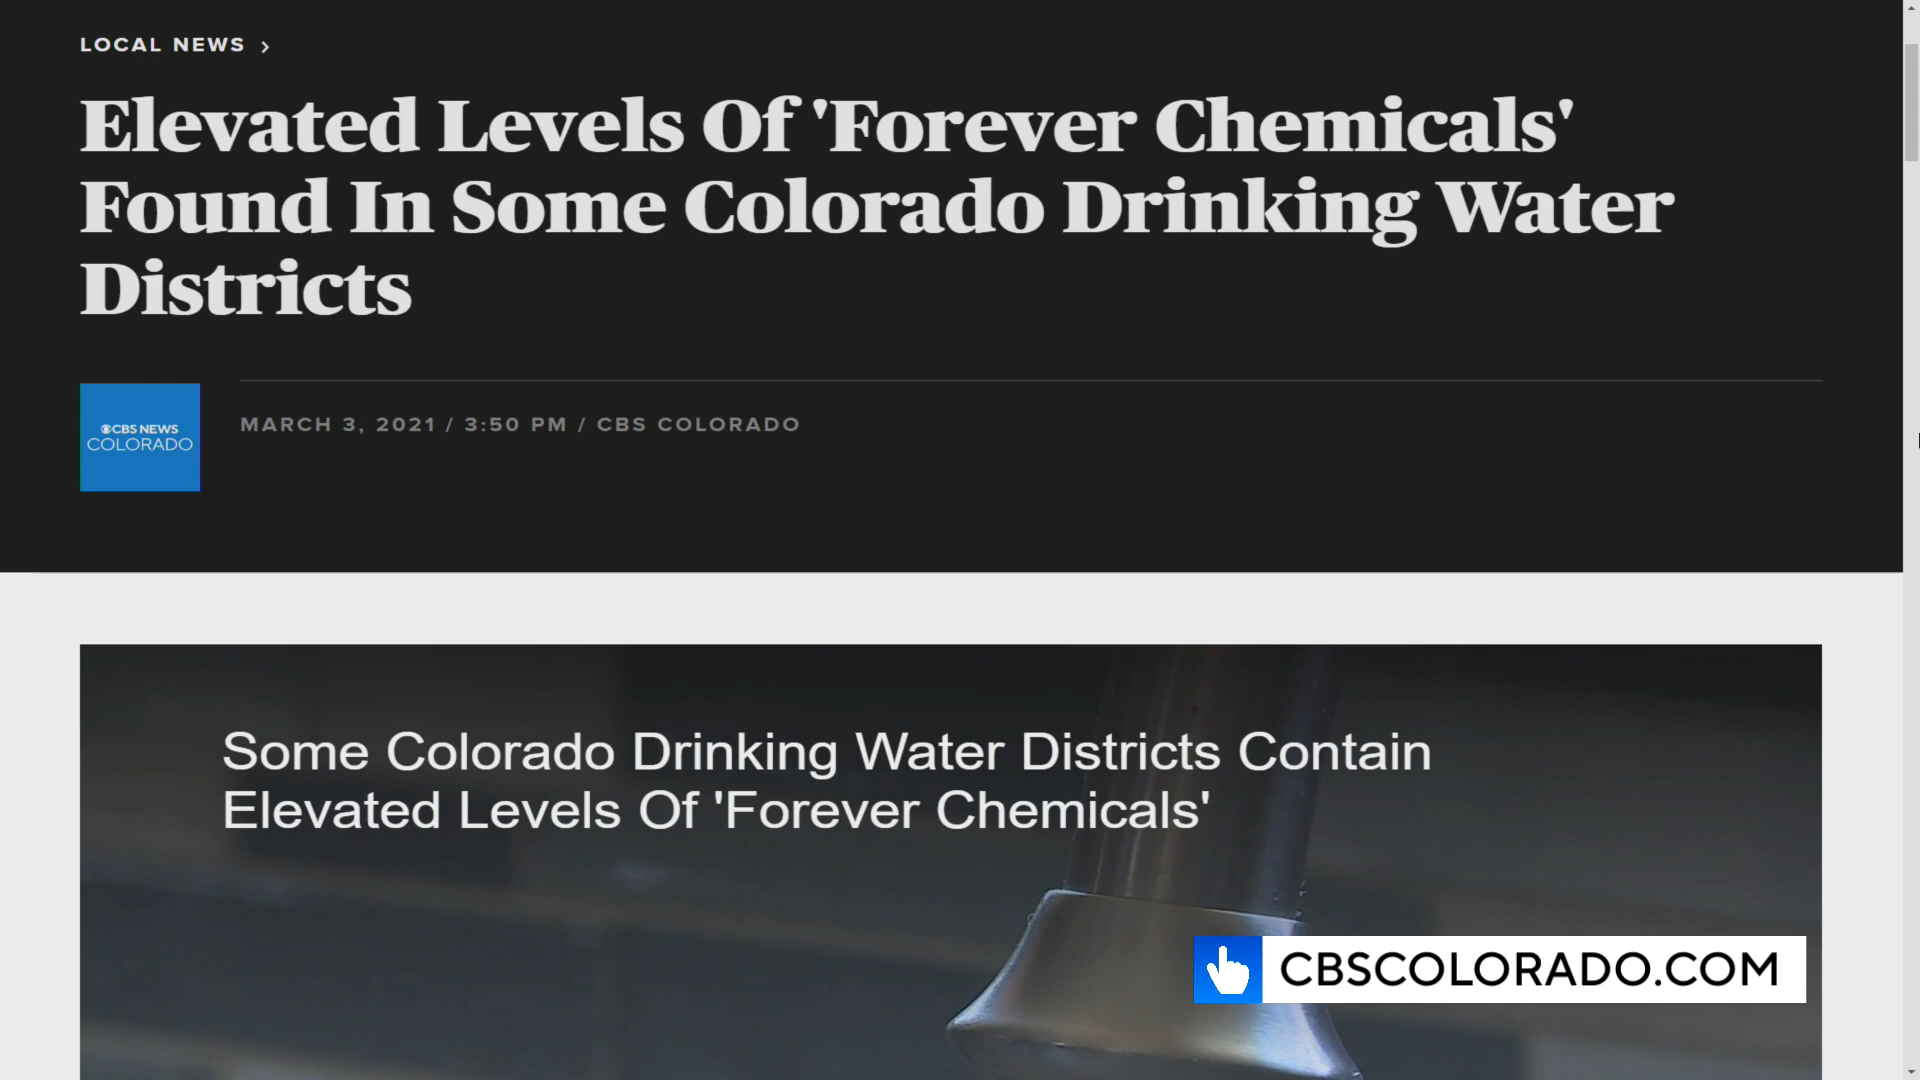 LOCAL NEWS >
Elevated Levels Of 'Forever Chemicals'
Found In Some Colorado Drinking Water
Districts
CBS NEWS
COLORADO
MARCH 3, 2021 / 3:50 PM / CBS COLORADO
Some Colorado Drinking Water Districts Contain
Elevated Levels Of 'Forever Chemicals'
CBSCOLORADO.COM